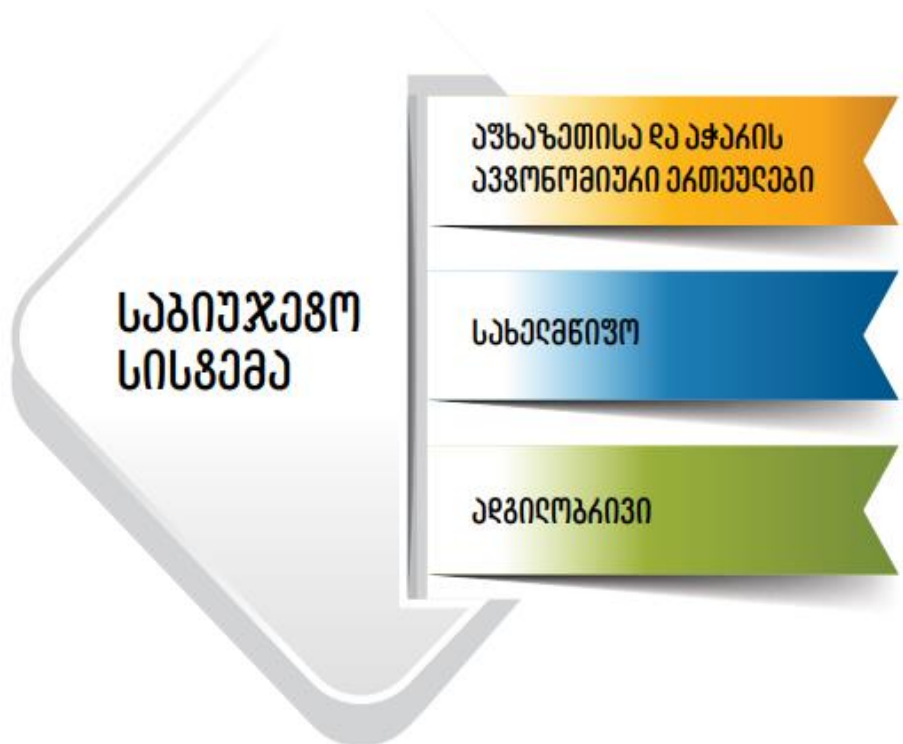 საბიუჯეტო
სისტემა
აფხაზეთისა და აჭარის
ავტონომიური ერთეულები
სახელმწიფო
ადგილობრივი